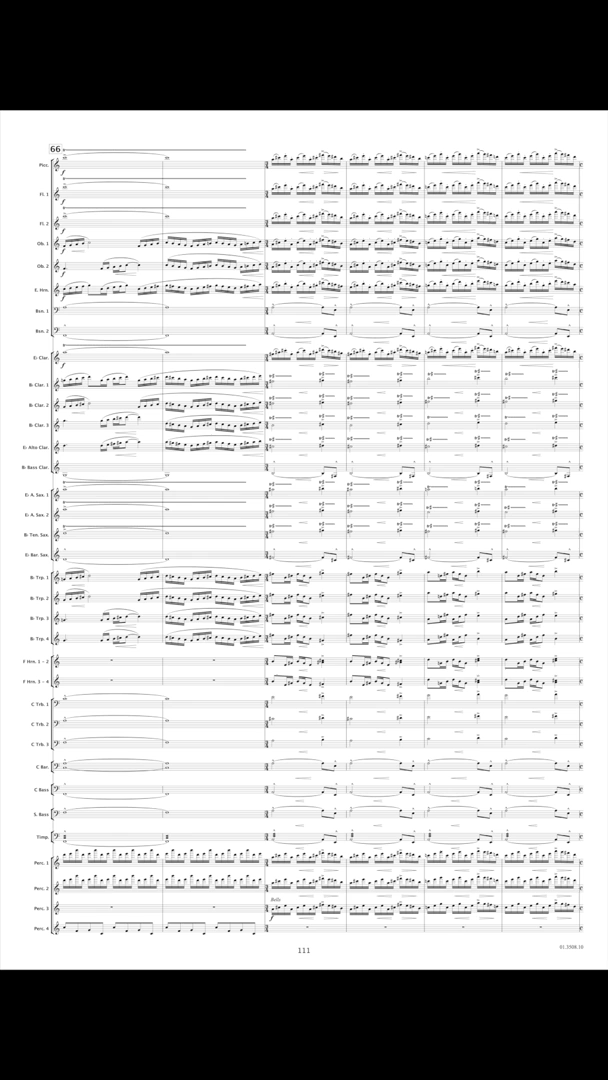 66
Picc.
Fl. 1
Fl. 2
Ob. 1
Ob. 2
E. Hrn.
Bsn. 1
Bsn. 2
E♭ Clar.
B♭ Clar. 1
B♭ Clar. 2
B♭ Clar. 3
E♭ Alto Clar.
B♭ Bass Clar.
E♭ A. Sax. 1
E♭ A. Sax. 2
B♭ Ten. Sax.
E♭ Bar. Sax.
B♭ Trp. 1
B♭ Trp. 2
B♭ Trp. 3
B♭ Trp. 4
F Hrn. 1 - 2
F Hrn. 3 - 4
C Trb. 1
C Trb. 2
C Trb. 3
C Bar.
C Bass
S. Bass
Timp.
Perc. 1
Perc. 2
Bells
Perc. 3
f
Perc. 4
111
01.3508.10